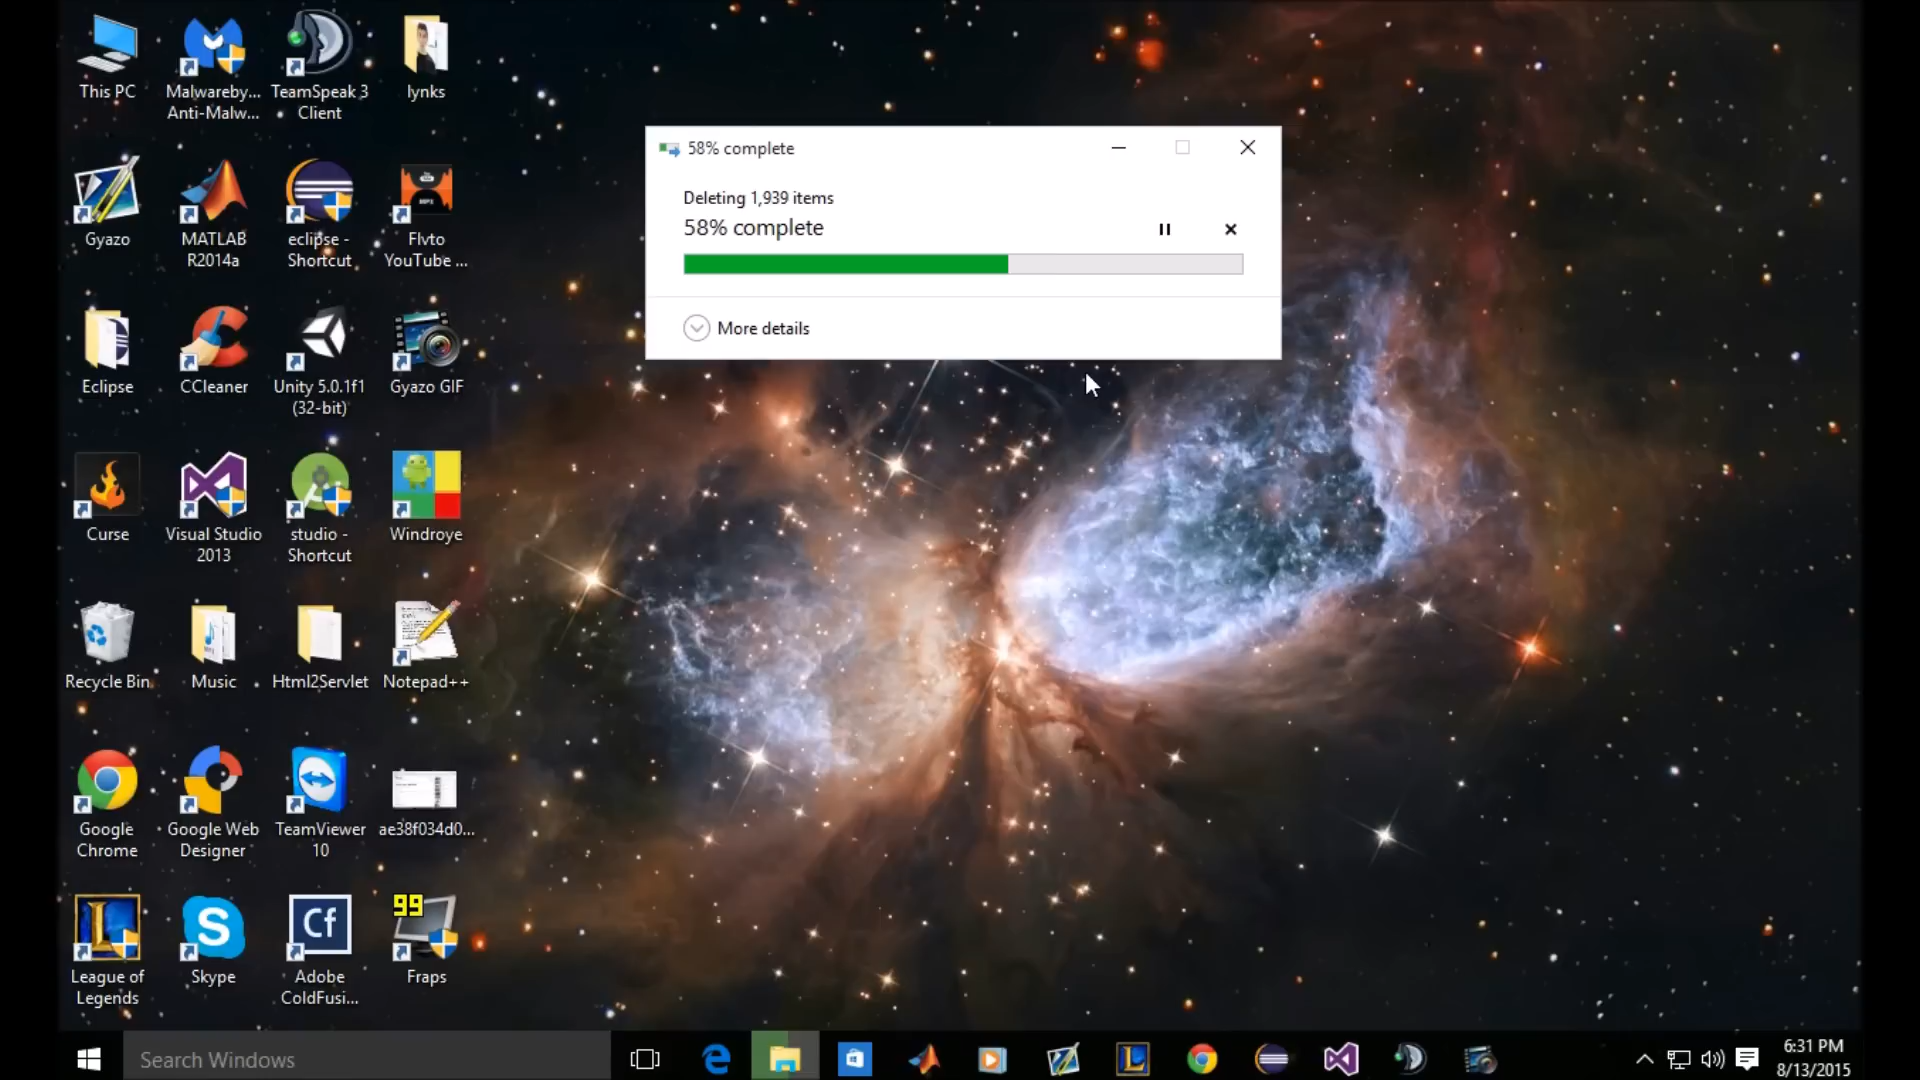 This PC
Malwareby...
Anti-Malw...
TeamSpeak 3
Client
lynks
Gyazo
MATLAB
R2014a
eclipse -
Shortcut
Flvto
YouTube ...
Eclipse
CCleaner
Unity 5.0.1f1
(32-bit)
Gyazo GIF
Curse
Visual Studio
2013
studio -
Shortcut
Windroye
Recycle Bin
Music
Html2Servlet
Notepad++
Google
Chrome
Google Web
Designer
TeamViewer
10
ae38f034d0...
League of
Legends
Skype
Cf
Adobe
ColdFusi...
99
Fraps
58% complete
Deleting 1,939 items
58% complete
More details
Search Windows
6:31 PM
8/13/2015